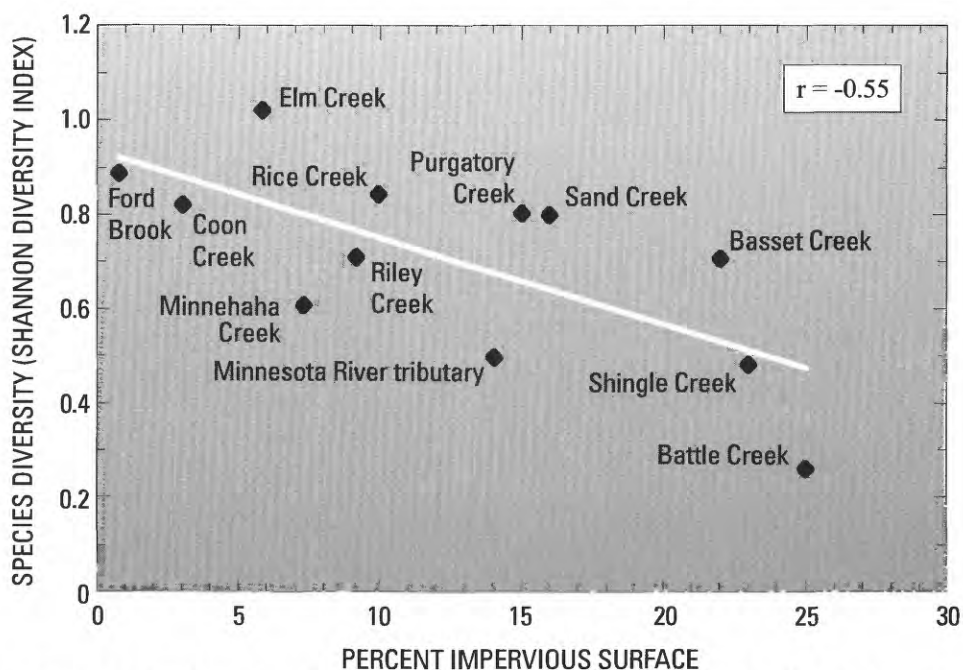 SPECIES DIVERSITY (SHANNON DIVERSITY INDEX)
1.2
1.0
0.8
0.6
0.4
0.2
0
r = -0.55
Elm Creek
Purgatory
Creek
Rice Creek
Sand Creek
Ford
Brook
Coon
Creek
Basset Creek
Riley
Creek
Minnehaha
Creek
Minnesota River tributary
Shingle Creek
Battle Creek
0
5
10
15
20
25
30
PERCENT IMPERVIOUS SURFACE